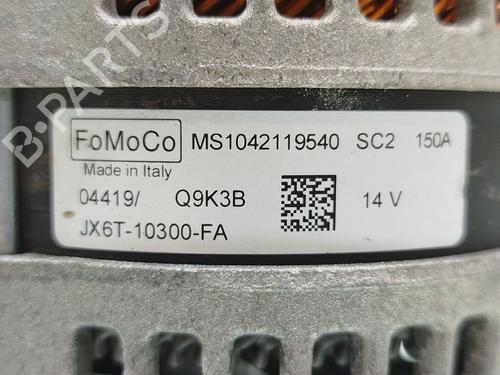 FoMoCo MS1042119540 SC2 150A
Made in Italy
04419/ Q9K3B 14 V
JX6T-10300-FA
B-PARTS